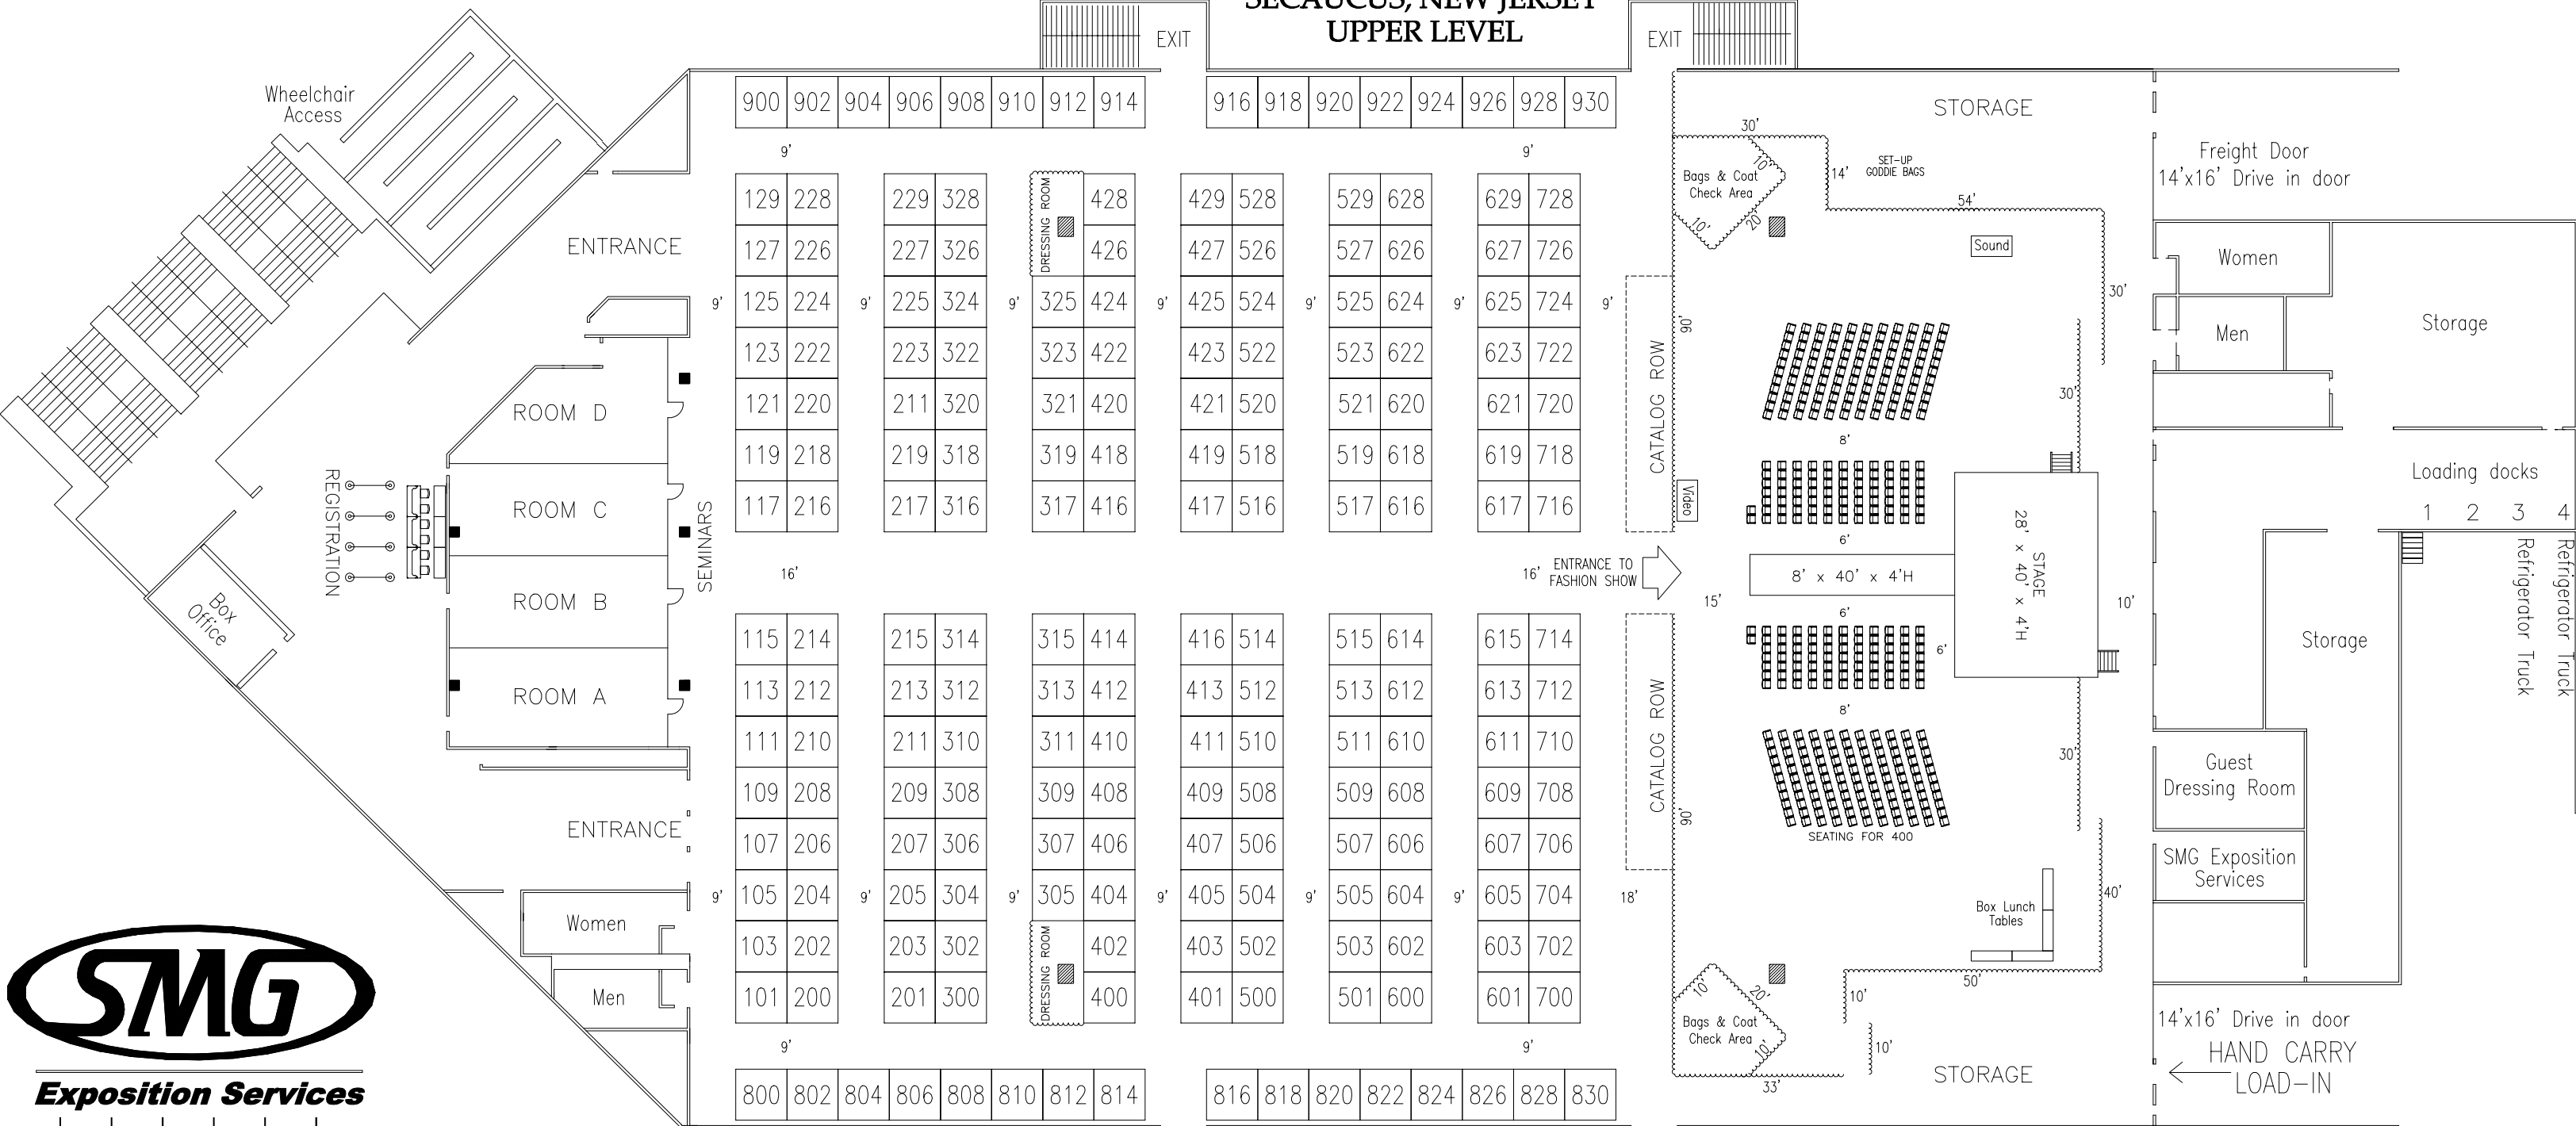 SECAUCUS, NEW JERSEY
UPPER LEVEL
EXIT
EXIT
Wheelchair
Access
900 902 904 906 908 910 912 914
916 918 920 922 924 926 928 930
STORAGE
9'
9'
30'
10'
Bags & Coat
Check Area
10'
20'
14'
SET-UP
GODDIE BAGS
54'
Freight Door
14'x16' Drive in door
129 228 229 328 DRESSING ROOM 428 429 528 529 628 629 728
127 226 227 326 426 427 526 527 626 627 726
ENTRANCE
Sound
Women
9' 125 224 9' 225 324 9' 325 424 9' 425 524 9' 525 624 9' 625 724 9'
90'
30'
123 222 223 322 323 422 423 522 523 622 623 722
Men
Storage
CATALOG ROW
121 220 211 320 321 420 421 520 521 620 621 720
30'
ROOM D
8'
119 218 219 318 319 418 419 518 519 618 619 718
117 216 217 316 317 416 417 516 517 616 617 716
Video
ROOM C
REGISTRATION
SEMINARS
Loading docks
1 2 3 4
Refrigerator Truck
Refrigerator Truck
6'
16'
16'
ENTRANCE TO
FASHION SHOW
15'
8' x 40' x 4'H
STAGE
28' x 40' x 4'H
10'
6'
6'
ROOM B
Box
Office
Storage
115 214 215 314 315 414 416 514 515 614 615 714
113 212 213 312 313 412 413 512 513 612 613 712
ROOM A
8'
111 210 211 310 311 410 411 510 511 610 611 710
CATALOG ROW
30'
109 208 209 308 309 408 409 508 509 608 609 708
90'
Guest
Dressing Room
107 206 207 306 307 406 407 506 507 606 607 706
ENTRANCE
SEATING FOR 400
SMG Exposition
Services
9' 105 204 9' 205 304 9' 305 404 9' 405 504 9' 505 604 9' 605 704 18'
40'
Box Lunch
Tables
Women
103 202 203 302 DRESSING ROOM 402 403 502 503 602 603 702
101 200 201 300 400 401 500 501 600 601 700
Men
50'
10'
20'
Bags & Coat
Check Area
10'
10'
10'
33'
9'
9'
14'x16' Drive in door
HAND CARRY
LOAD-IN
STORAGE
800 802 804 806 808 810 812 814
816 818 820 822 824 826 828 830
SMG
Exposition Services